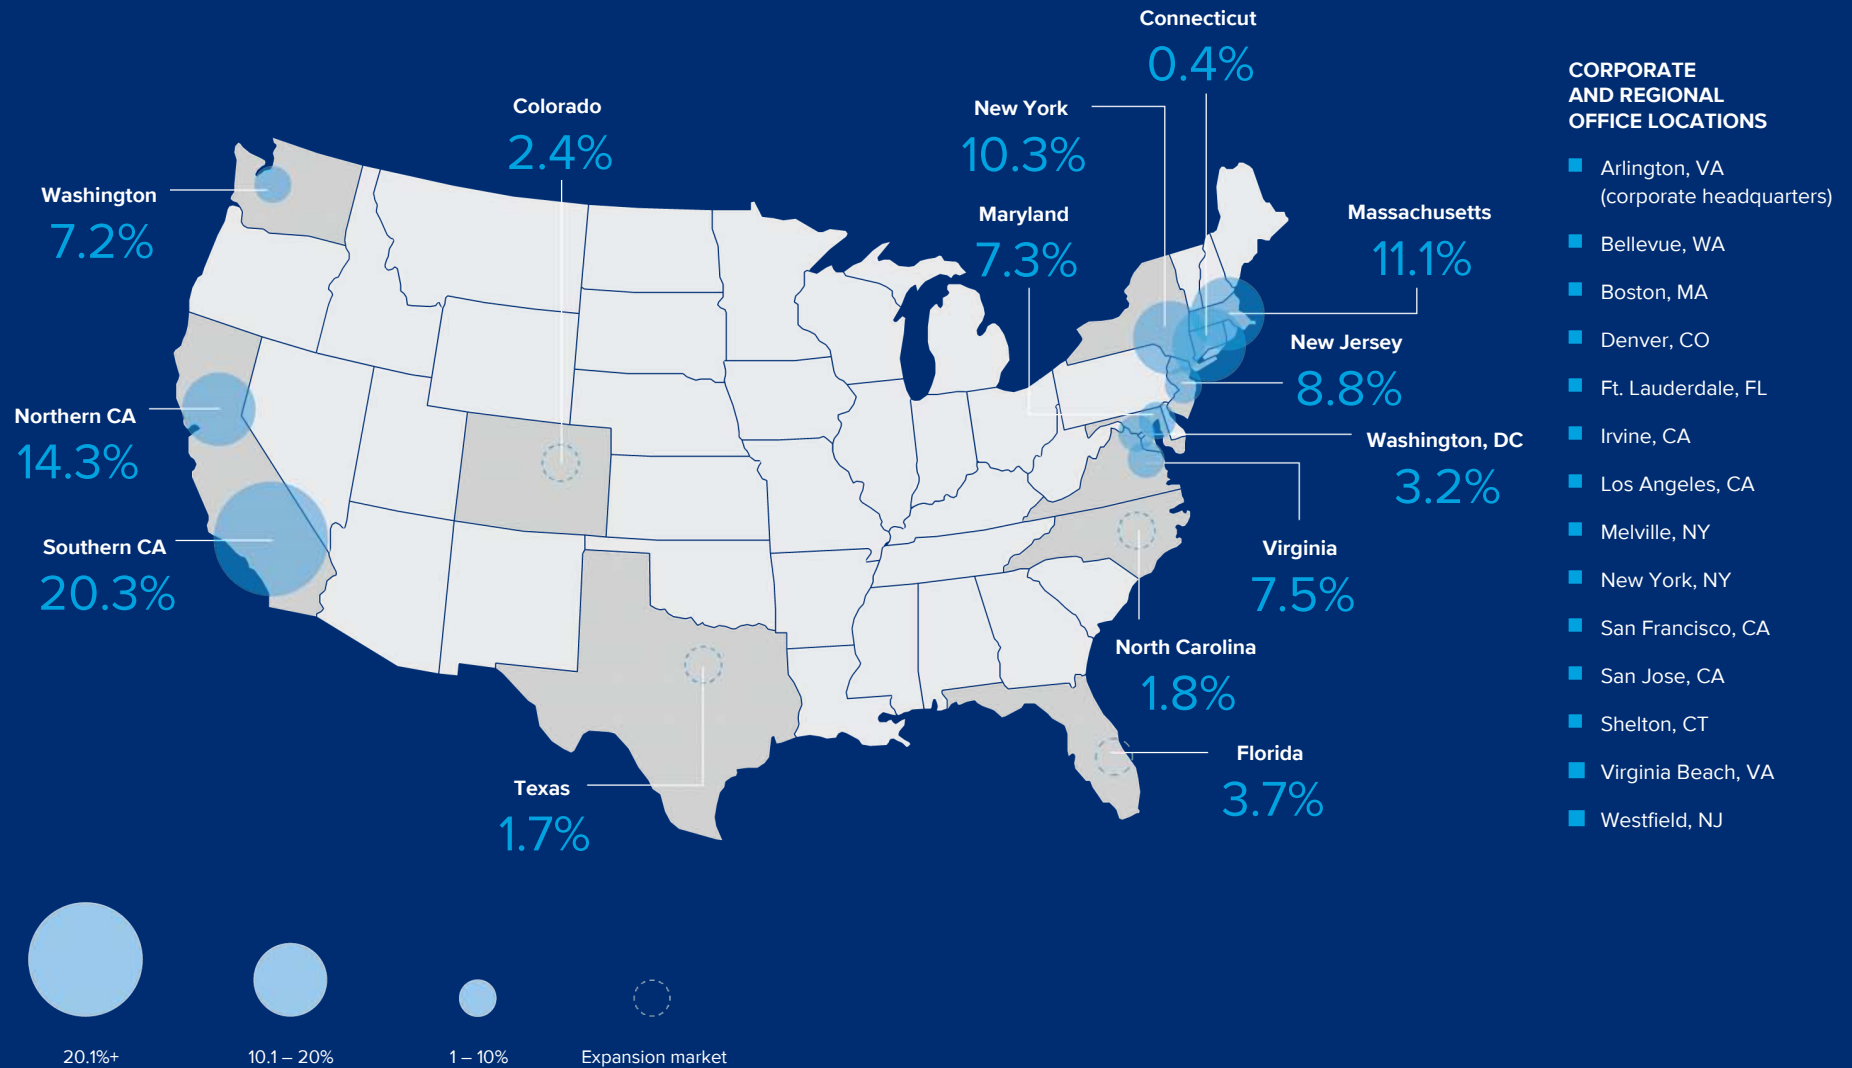 Connecticut
0.4%
Colorado
2.4%
New York
10.3%
Washington
7.2%
Maryland
7.3%
Massachusetts
11.1%
New Jersey
8.8%
Northern CA
14.3%
Washington, DC
3.2%
Southern CA
20.3%
Virginia
7.5%
North Carolina
1.8%
Florida
3.7%
Texas
1.7%
CORPORATE
AND REGIONAL
OFFICE LOCATIONS
Arlington, VA
(corporate headquarters)
Bellevue, WA
Boston, MA
Denver, CO
Ft. Lauderdale, FL
Irvine, CA
Los Angeles, CA
Melville, NY
New York, NY
San Francisco, CA
San Jose, CA
Shelton, CT
Virginia Beach, VA
Westfield, NJ
20.1%+
10.1 – 20%
1 – 10%
Expansion market